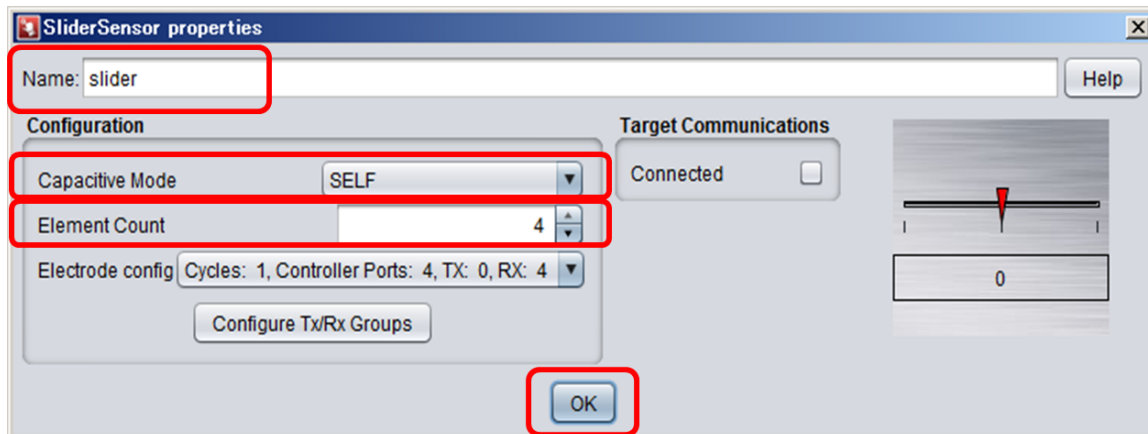 SliderSensor properties
Name: slider
Help
Configuration
Target Communications
Capacitive Mode SELF
Connected
Element Count 4
Electrode config Cycles: 1, Controller Ports: 4, TX: 0, RX: 4
0
Configure Tx/Rx Groups
OK